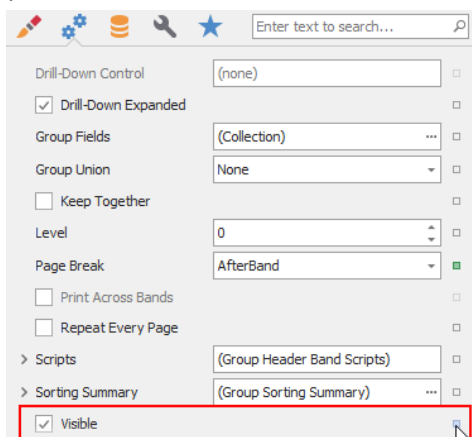 Enter text to search...
Drill-Down Control (none)
Drill-Down Expanded
Group Fields (Collection) ...
Group Union None
Keep Together
Level 0
Page Break AfterBand
Print Across Bands
Repeat Every Page
Scripts (Group Header Band Scripts)
Sorting Summary (Group Sorting Summary) ...
Visible